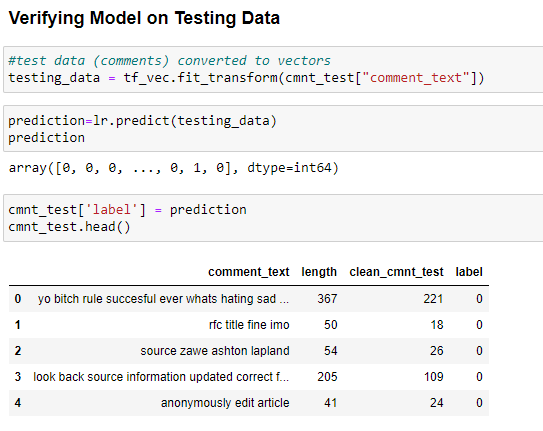 Verifying Model on Testing Data
#test data (comments) converted to vectors
testing_data = tf_vec.fit_transform(cmnt_test["comment_text"])
prediction=lr.predict(testing_data)
prediction
array([0, 0, 0, ..., 0, 1, 0], dtype=int64)
cmnt_test['label'] = prediction
cmnt_test.head()
comment_text length clean_cmnt_test label
0 yo bitch rule succesful ever whats hating sad ... 367 221 0
1 rfc title fine imo 50 18 0
2 source zawe ashton lapland 54 26 0
3 look back source information updated correct f... 205 109 0
4 anonymously edit article 41 24 0